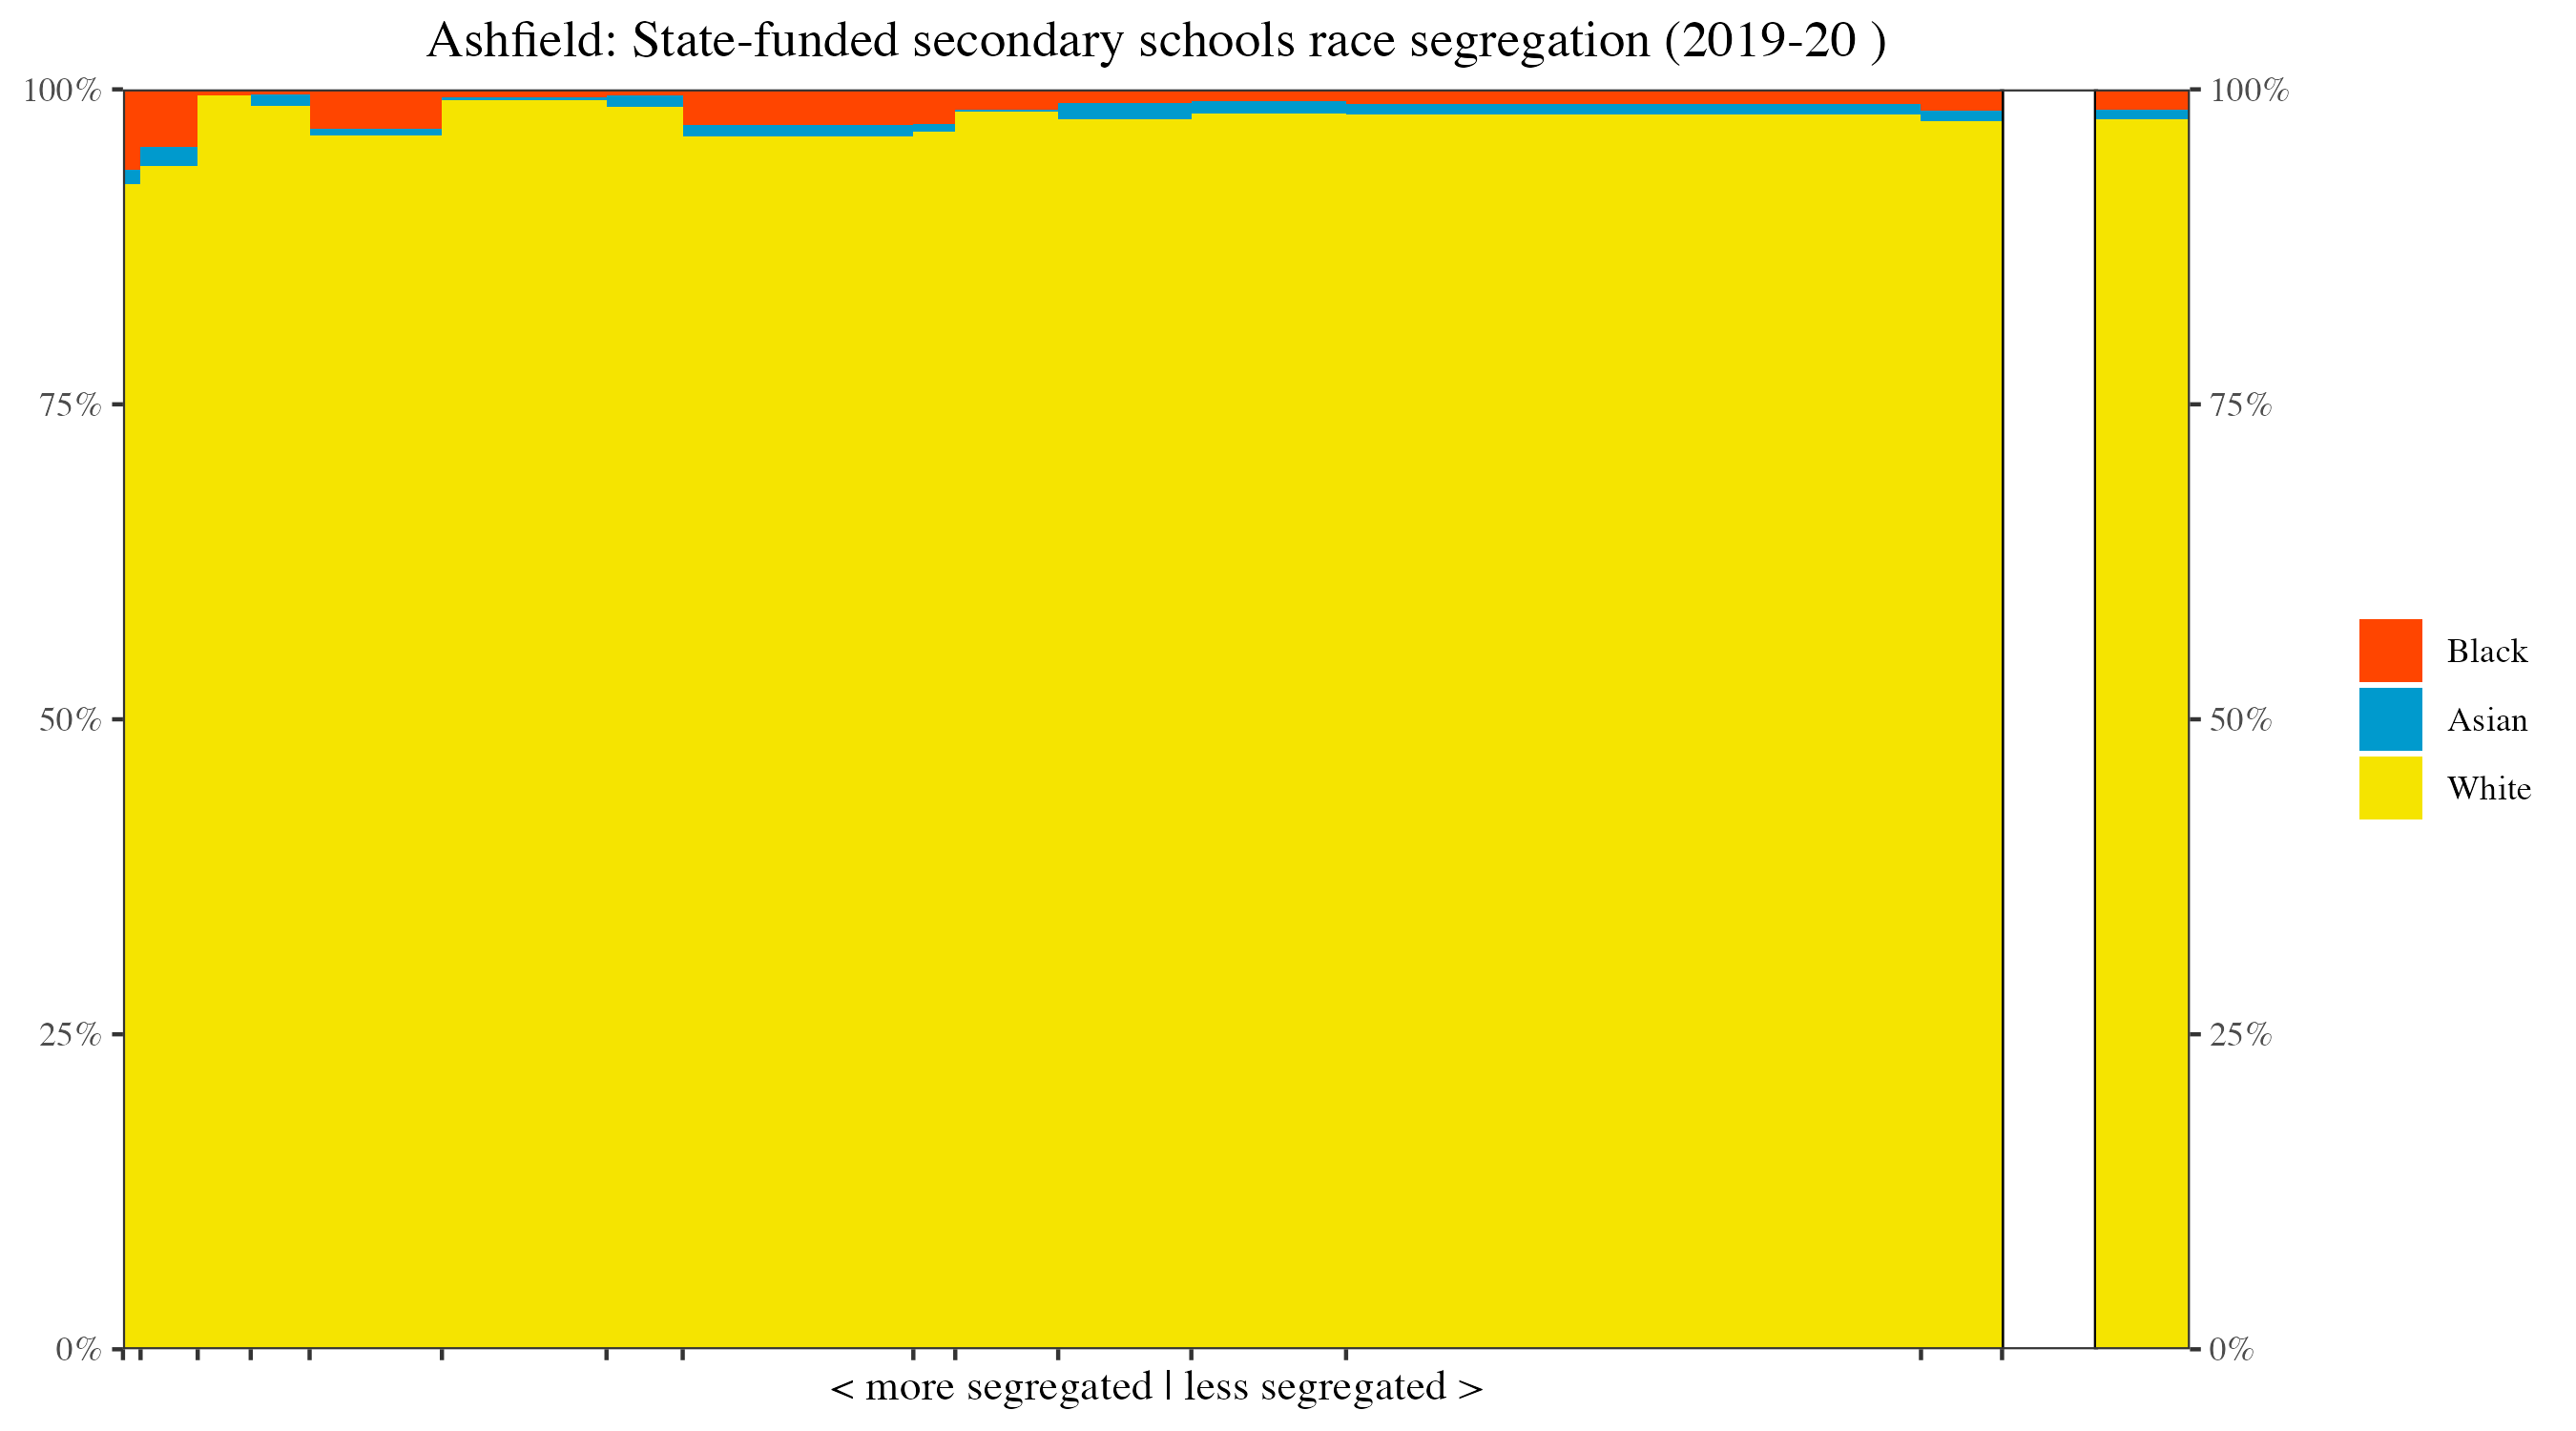 Ashfield: State-funded secondary schools race segregation (2019-20 )
100%
75%
50%
25%
0%
100%
75%
50%
25%
0%
Black
Asian
White
< more segregated | less segregated >